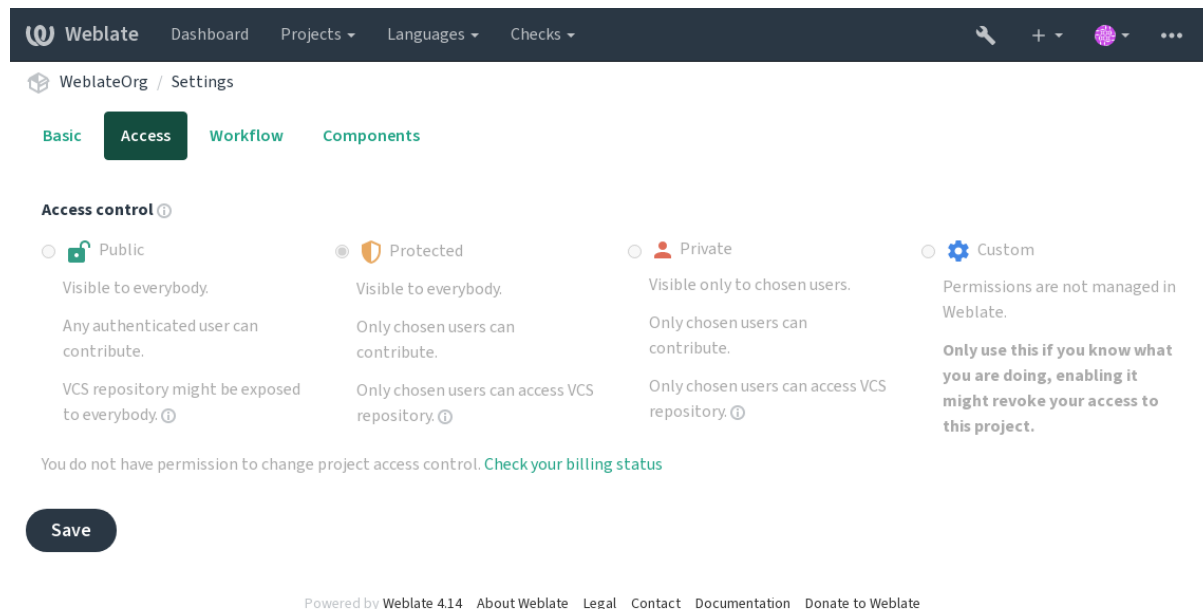 Weblate Dashboard Projects Languages Checks
WeblateOrg / Settings
Basic Access Workflow Components
Access control
Public
Visible to everybody.
Any authenticated user can
contribute.
VCS repository might be exposed
to everybody.
Protected
Visible to everybody.
Only chosen users can
contribute.
Only chosen users can access VCS
repository.
Private
Visible only to chosen users.
Only chosen users can
contribute.
Only chosen users can access VCS
repository.
Custom
Permissions are not managed in
Weblate.
Only use this if you know what
you are doing, enabling it
might revoke your access to
this project.
You do not have permission to change project access control. Check your billing status
Save
Powered by Weblate 4.14 About Weblate Legal Contact Documentation Donate to Weblate